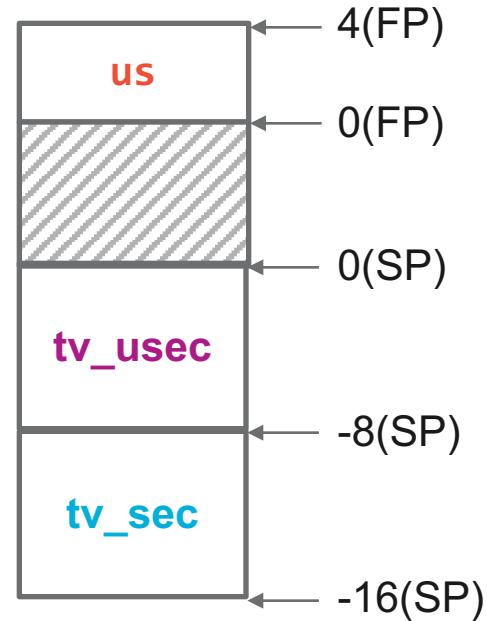 4(FP)
us
0(FP)
0(SP)
tv_usec
-8(SP)
tv_sec
-16(SP)